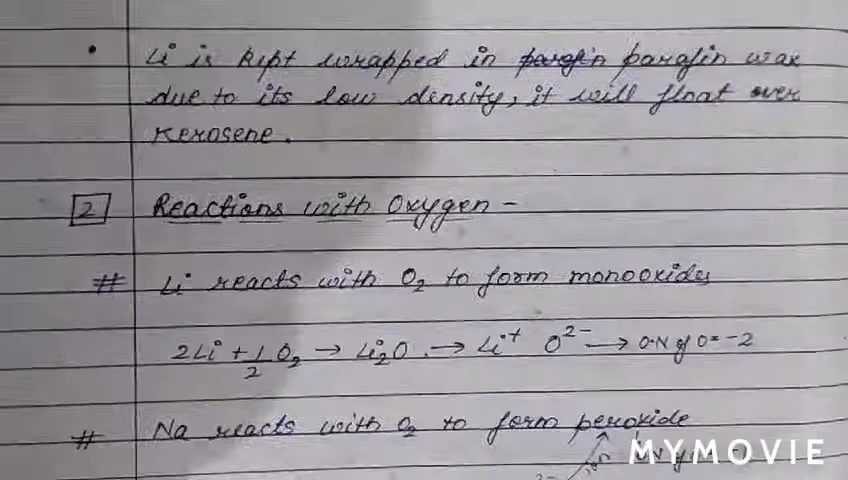 • Li is kept wrapped in parafin wax
due to its low density, it will float over
Kerosene.
2 Reactions with Oxygen -
# Li reacts with O₂ to form monooxides
2Li + 1/2 O₂ → Li₂O → Li⁺ O²⁻ → O.N of O = -2
# Na reacts with O₂ to form peroxide
MYMOVIE